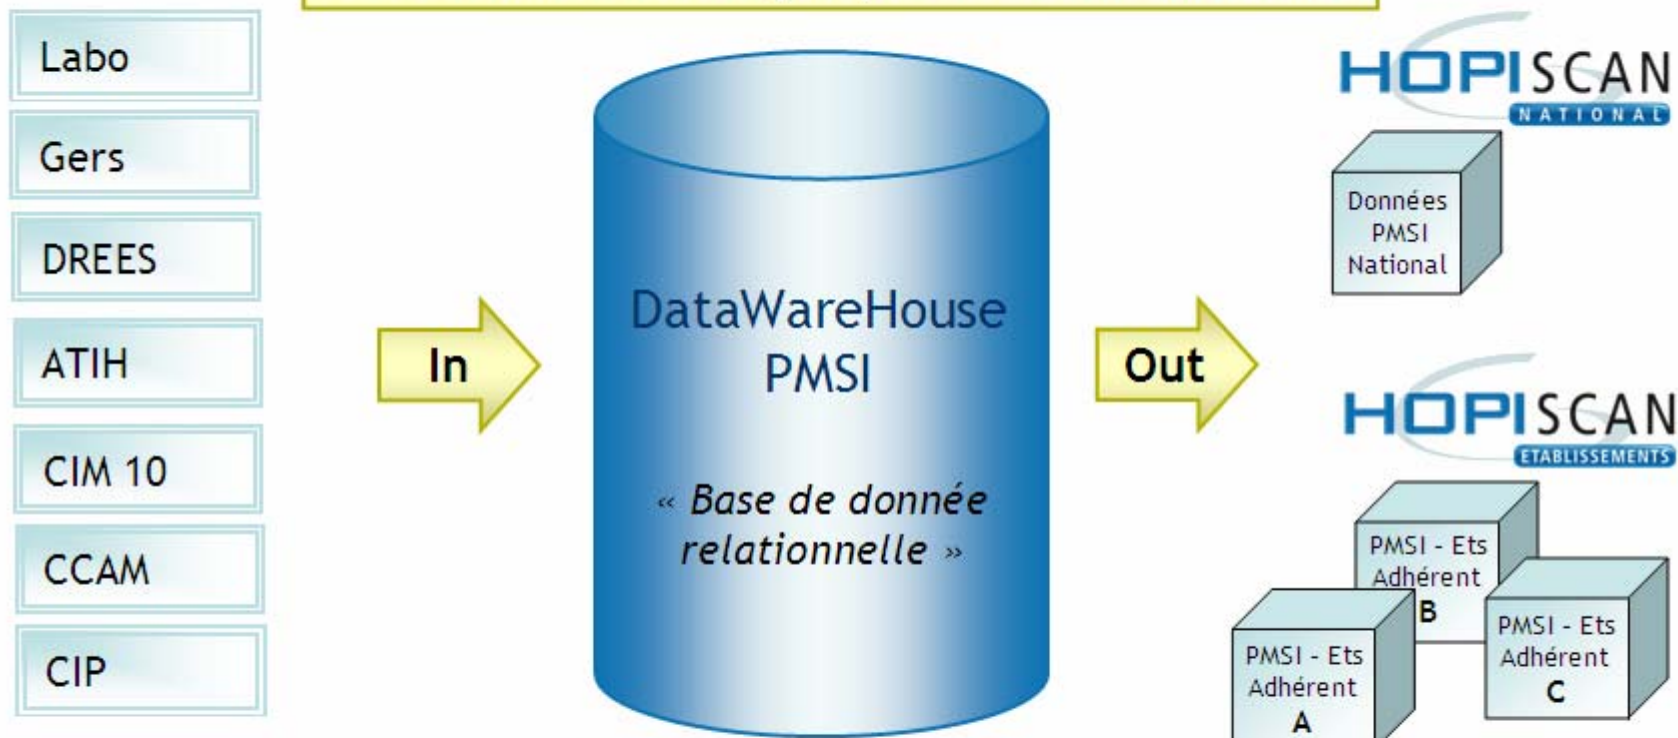 Labo
Gers
DREES
ATIH
CIM 10
CCAM
CIP
In
DataWareHouse
PMSI
« Base de donnée
relationnelle »
Out
HOPISCAN
NATIONAL
Données
PMSI
National
HOPISCAN
ETABLISSEMENTS
PMSI - Ets
Adhérent
B
PMSI - Ets
Adhérent
A
PMSI - Ets
Adhérent
C